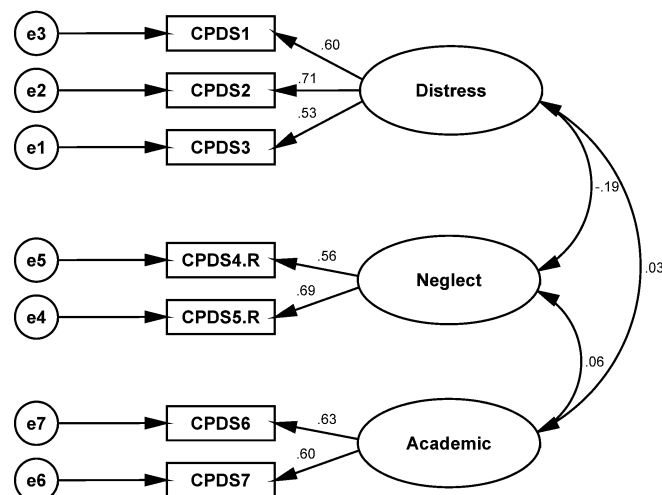 e3 CPDS1
.60
e2 CPDS2 .71 Distress
.53
e1 CPDS3
-.19
e5 CPDS4.R .56
Neglect .03
e4 CPDS5.R .69
.06
e7 CPDS6 .63
Academic
.60
e6 CPDS7